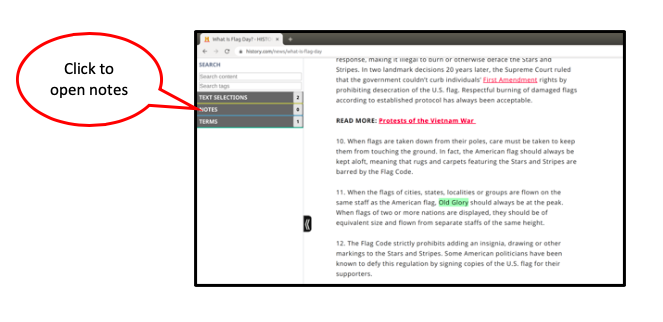 Click to
open notes
What Is Flag Day? - HISTO
history.com/news/what-is-flag-day
SEARCH
Search content
Search tags
TEXT SELECTIONS 2
NOTES 0
TERMS 1
response, making it illegal to burn or otherwise deface the Stars and
Stripes. In two landmark decisions 20 years later, the Supreme Court ruled
that the government couldn't curb individuals' First Amendment rights by
prohibiting desecration of the U.S. flag. Respectful burning of damaged flags
according to established protocol has always been acceptable.
READ MORE: Protests of the Vietnam War
10. When flags are taken down from their poles, care must be taken to keep
them from touching the ground. In fact, the American flag should always be
kept aloft, meaning that rugs and carpets featuring the Stars and Stripes are
barred by the Flag Code.
11. When the flags of cities, states, localities or groups are flown on the
same staff as the American flag, Old Glory should always be at the peak.
When flags of two or more nations are displayed, they should be of
equivalent size and flown from separate staffs of the same height.
12. The Flag Code strictly prohibits adding an insignia, drawing or other
markings to the Stars and Stripes. Some American politicians have been
known to defy this regulation by signing copies of the U.S. flag for their
supporters.